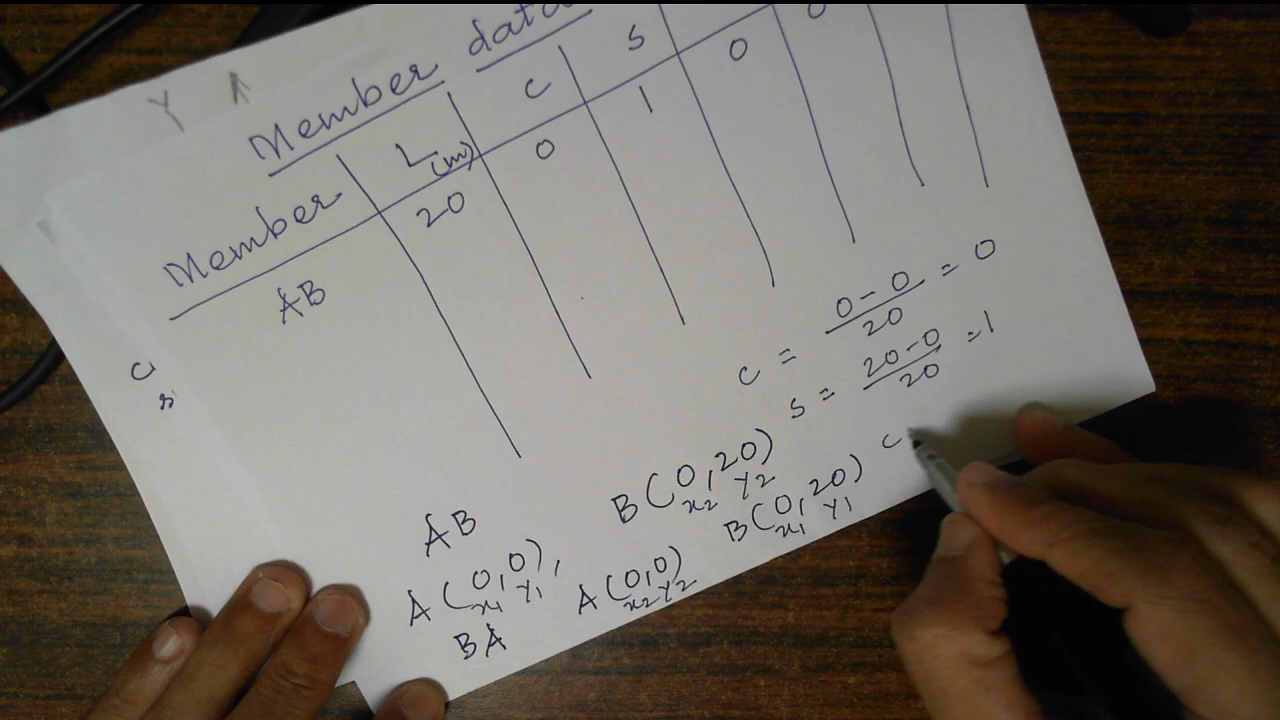 Y
Member data
Member L(m) C S 0
AB 20 0 1 0
c
s
c = 0-0/20 = 0
s = 20-0/20 = 1
AB
A(0,0), B(0,20)
x1 y1 x2 y2
BA A(0,0) B(0,20) C
x2 y2 x1 y1